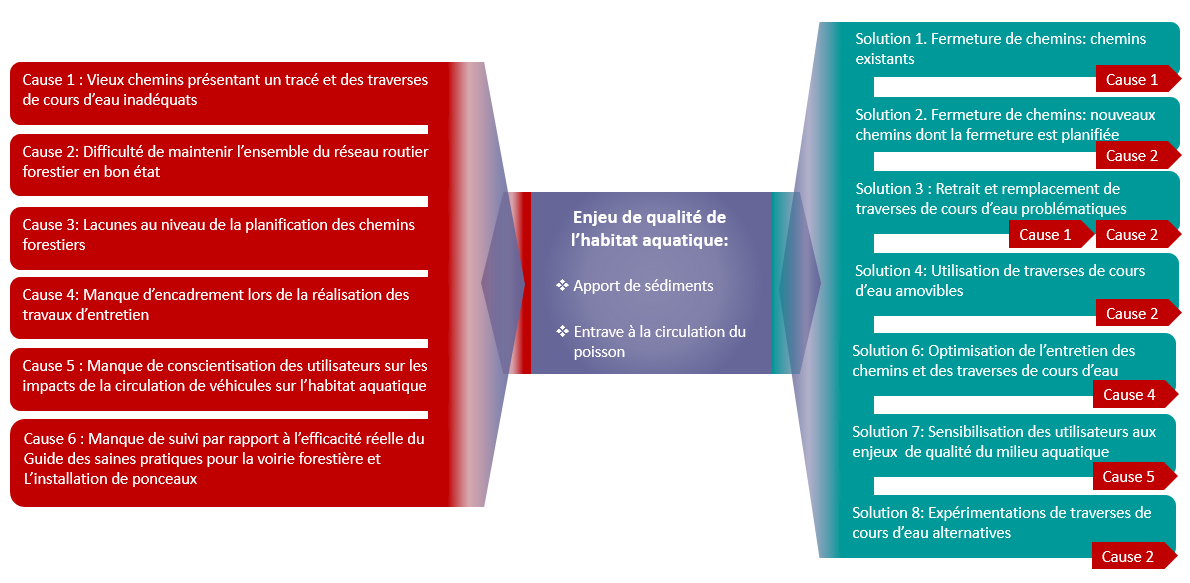 Cause 1 : Vieux chemins présentant un tracé et des traverses
de cours d’eau inadéquats
Cause 2: Difficulté de maintenir l’ensemble du réseau routier
forestier en bon état
Cause 3: Lacunes au niveau de la planification des chemins
forestiers
Cause 4: Manque d’encadrement lors de la réalisation des
travaux d’entretien
Cause 5 : Manque de conscientisation des utilisateurs sur les
impacts de la circulation de véhicules sur l’habitat aquatique
Cause 6 : Manque de suivi par rapport à l’efficacité réelle du
Guide des saines pratiques pour la voirie forestière et
L’installation de ponceaux
Enjeu de qualité de
l’habitat aquatique:
❖ Apport de sédiments
❖ Entrave à la circulation du
poisson
Solution 1. Fermeture de chemins: chemins
existants
Cause 1
Solution 2. Fermeture de chemins: nouveaux
chemins dont la fermeture est planifiée
Cause 2
Solution 3 : Retrait et remplacement de
traverses de cours d’eau problématiques
Cause 1 Cause 2
Solution 4: Utilisation de traverses de cours
d’eau amovibles
Cause 2
Solution 6: Optimisation de l’entretien des
chemins et des traverses de cours d’eau
Cause 4
Solution 7: Sensibilisation des utilisateurs aux
enjeux  de qualité du milieu aquatique
Cause 5
Solution 8: Expérimentations de traverses de
cours d’eau alternatives
Cause 2